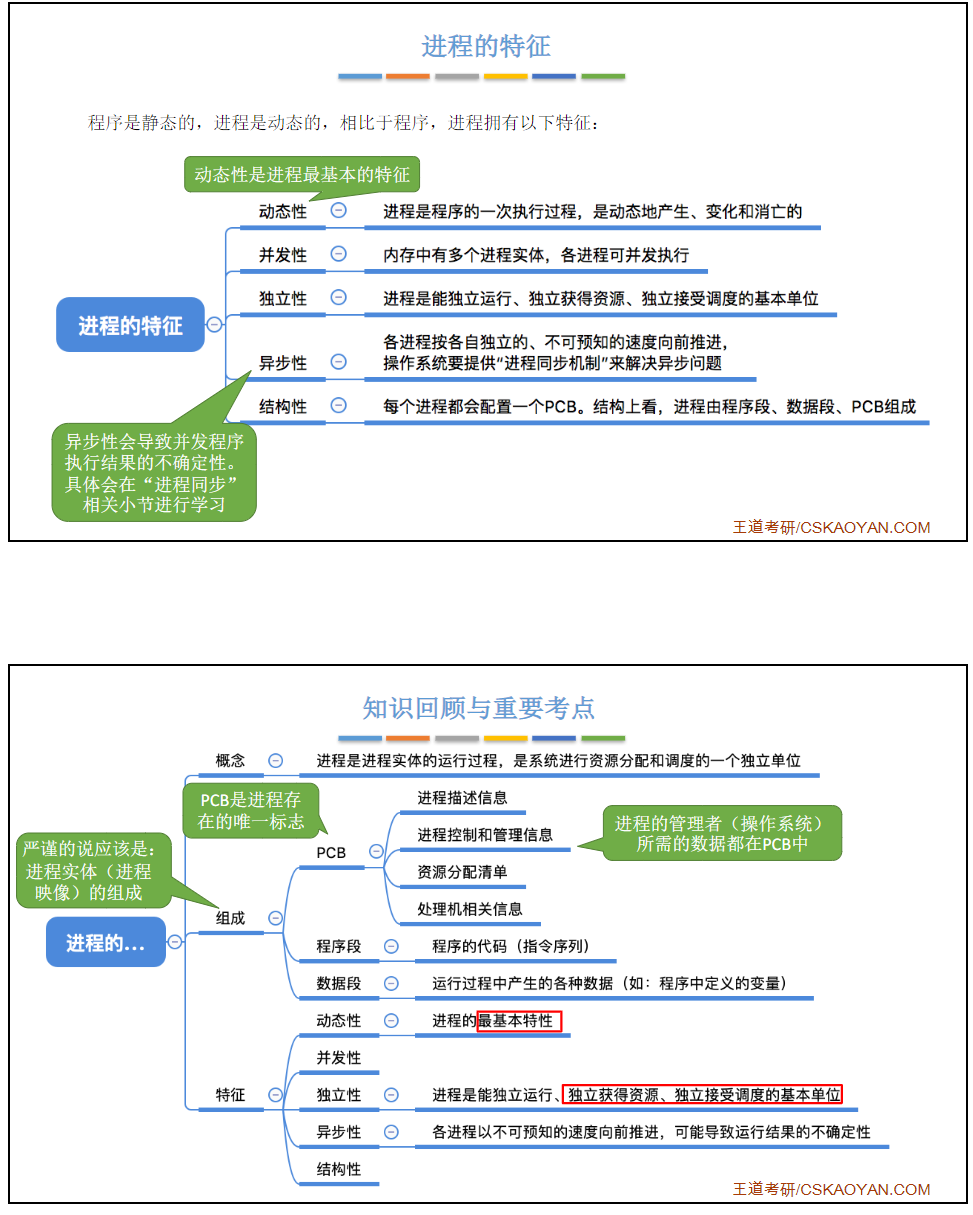 进程的特征
程序是静态的，进程是动态的，相比于程序，进程拥有以下特征：
动态性是进程最基本的特征
动态性
进程是程序的一次执行过程，是动态地产生、变化和消亡的
并发性
内存中有多个进程实体，各进程可并发执行
独立性
进程是能独立运行、独立获得资源、独立接受调度的基本单位
进程的特征
异步性
各进程按各自独立的、不可预知的速度向前推进，
操作系统要提供“进程同步机制”来解决异步问题
结构性
每个进程都会配置一个PCB。结构上看，进程由程序段、数据段、PCB组成
异步性会导致并发程序
执行结果的不确定性。
具体会在“进程同步”
相关小节进行学习
王道考研/CSKAOYAN.COM
知识回顾与重要考点
概念
进程是进程实体的运行过程，是系统进行资源分配和调度的一个独立单位
PCB是进程存
在的唯一标志
进程描述信息
进程控制和管理信息
资源分配清单
处理机相关信息
PCB
进程的管理者（操作系统）
所需的数据都在PCB中
严谨的说应该是：
进程实体（进程
映像）的组成
组成
进程的...
程序段
程序的代码（指令序列）
数据段
运行过程中产生的各种数据（如：程序中定义的变量）
动态性
进程的最基本特性
并发性
特征
独立性
进程是能独立运行、独立获得资源、独立接受调度的基本单位
异步性
各进程以不可预知的速度向前推进，可能导致运行结果的不确定性
结构性
王道考研/CSKAOYAN.COM